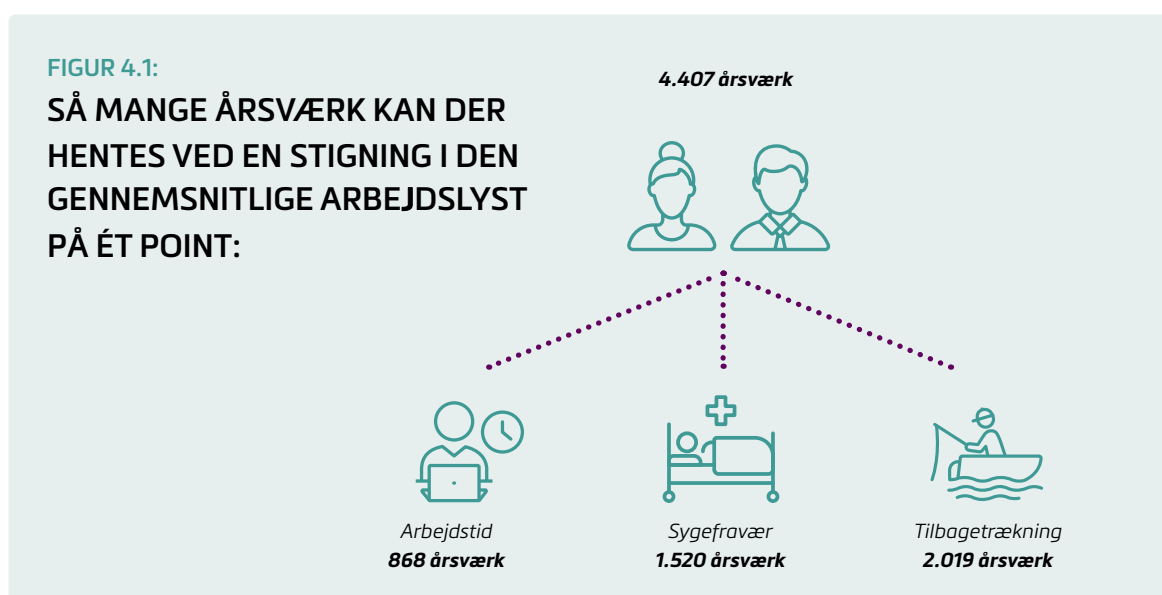 FIGUR 4.1:
SÅ MANGE ÅRSVÆRK KAN DER
HENTES VED EN STIGNING I DEN
GENNEMSNITLIGE ARBEJDSLYST
PÅ ÉT POINT:
4.407 årsværk
Arbejdstid
868 årsværk
Sygefravær
1.520 årsværk
Tilbagetrækning
2.019 årsværk